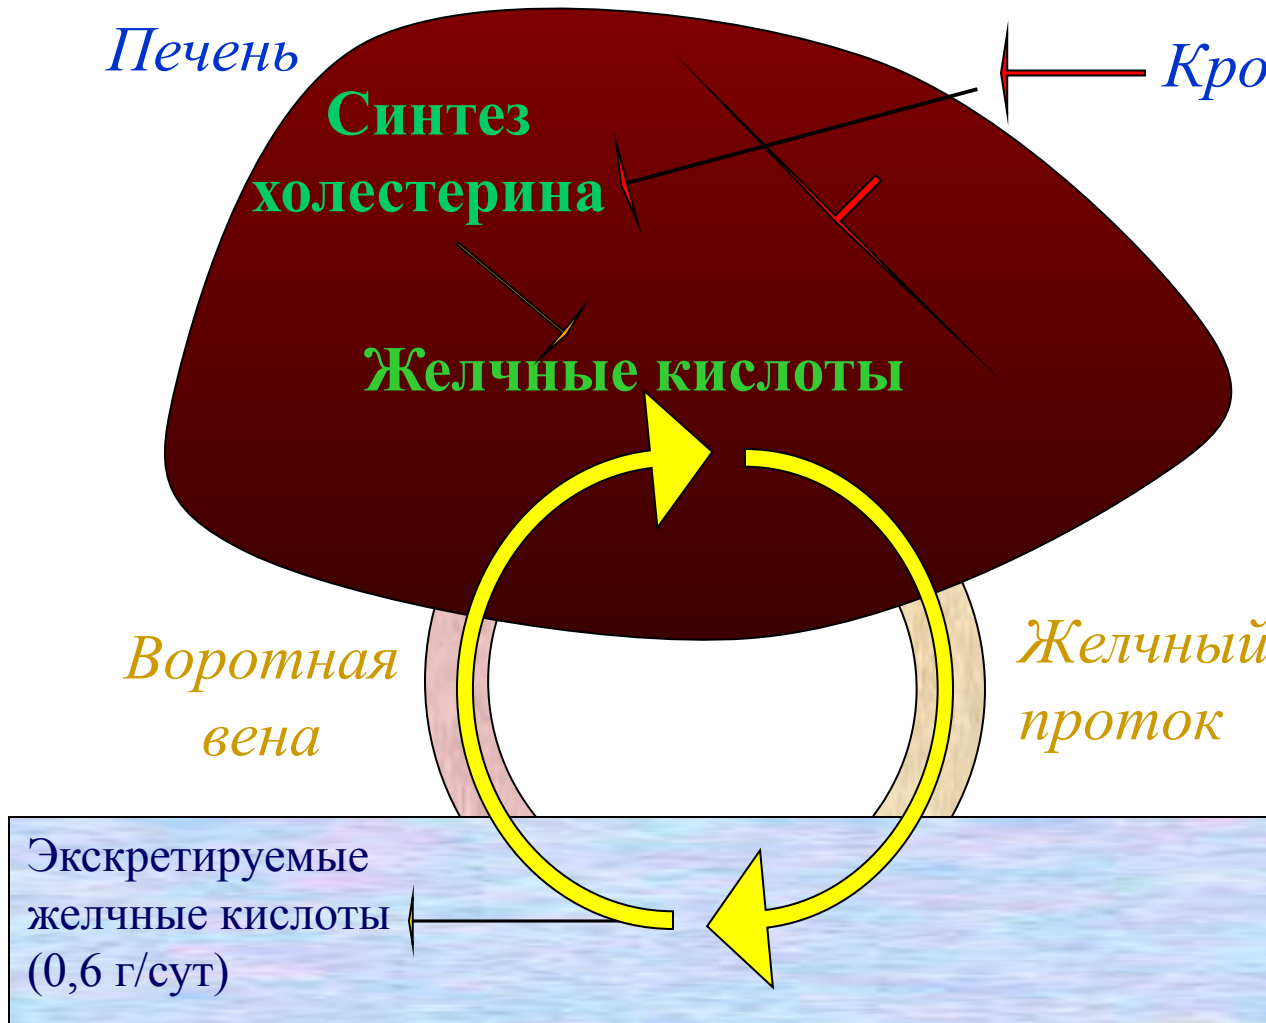 Печень
Кро
Синтез
холестерина
Желчные кислоты
Воротная
вена
Желчный
проток
Экскретируемые
желчные кислоты
(0,6 г/сут)